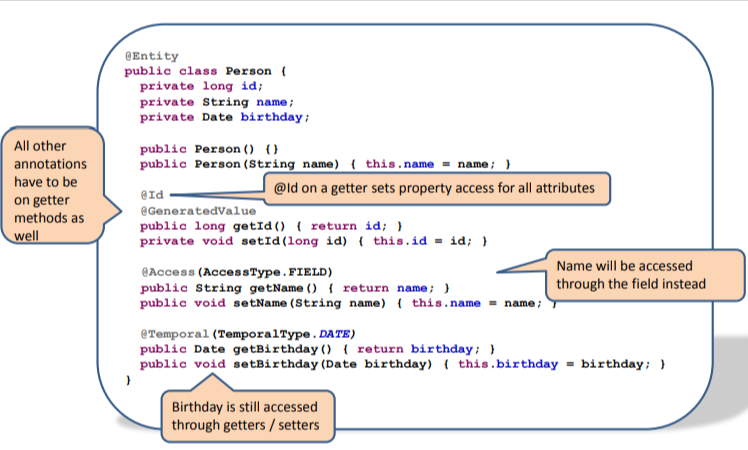 @Entity
public class Person {
private long id;
private String name;
private Date birthday;
public Person() {}
public Person(String name) { this.name = name; }
@Id
@GeneratedValue
public long getId() { return id; }
private void setId(long id) { this.id = id; }
@Access(AccessType.FIELD)
public String getName() { return name; }
public void setName(String name) { this.name = name; }
@Temporal(TemporalType.DATE)
public Date getBirthday() { return birthday; }
public void setBirthday(Date birthday) { this.birthday = birthday; }
}
All other
annotations
have to be
on getter
methods as
well
@Id on a getter sets property access for all attributes
Name will be accessed
through the field instead
Birthday is still accessed
through getters / setters